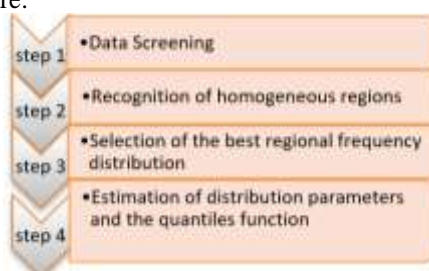 re.
step 1
•Data Screening
step 2
•Recognition of homogeneous regions
step 3
•Selection of the best regional frequency
distribution
step 4
•Estimation of distribution parameters
and the quantiles function